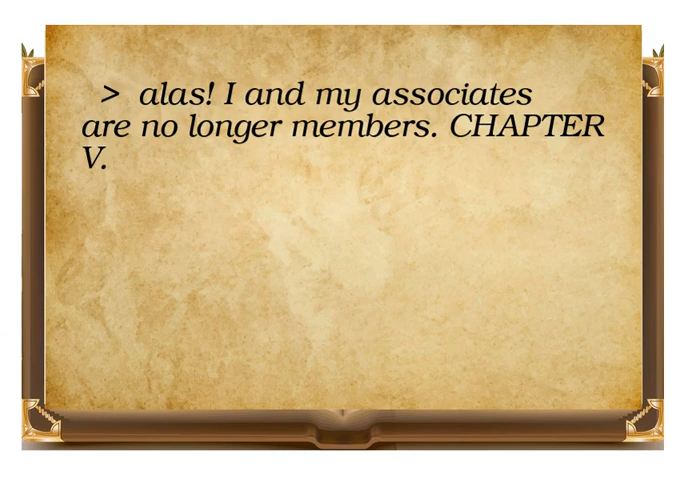 > alas! I and my associates
are no longer members. CHAPTER
V.